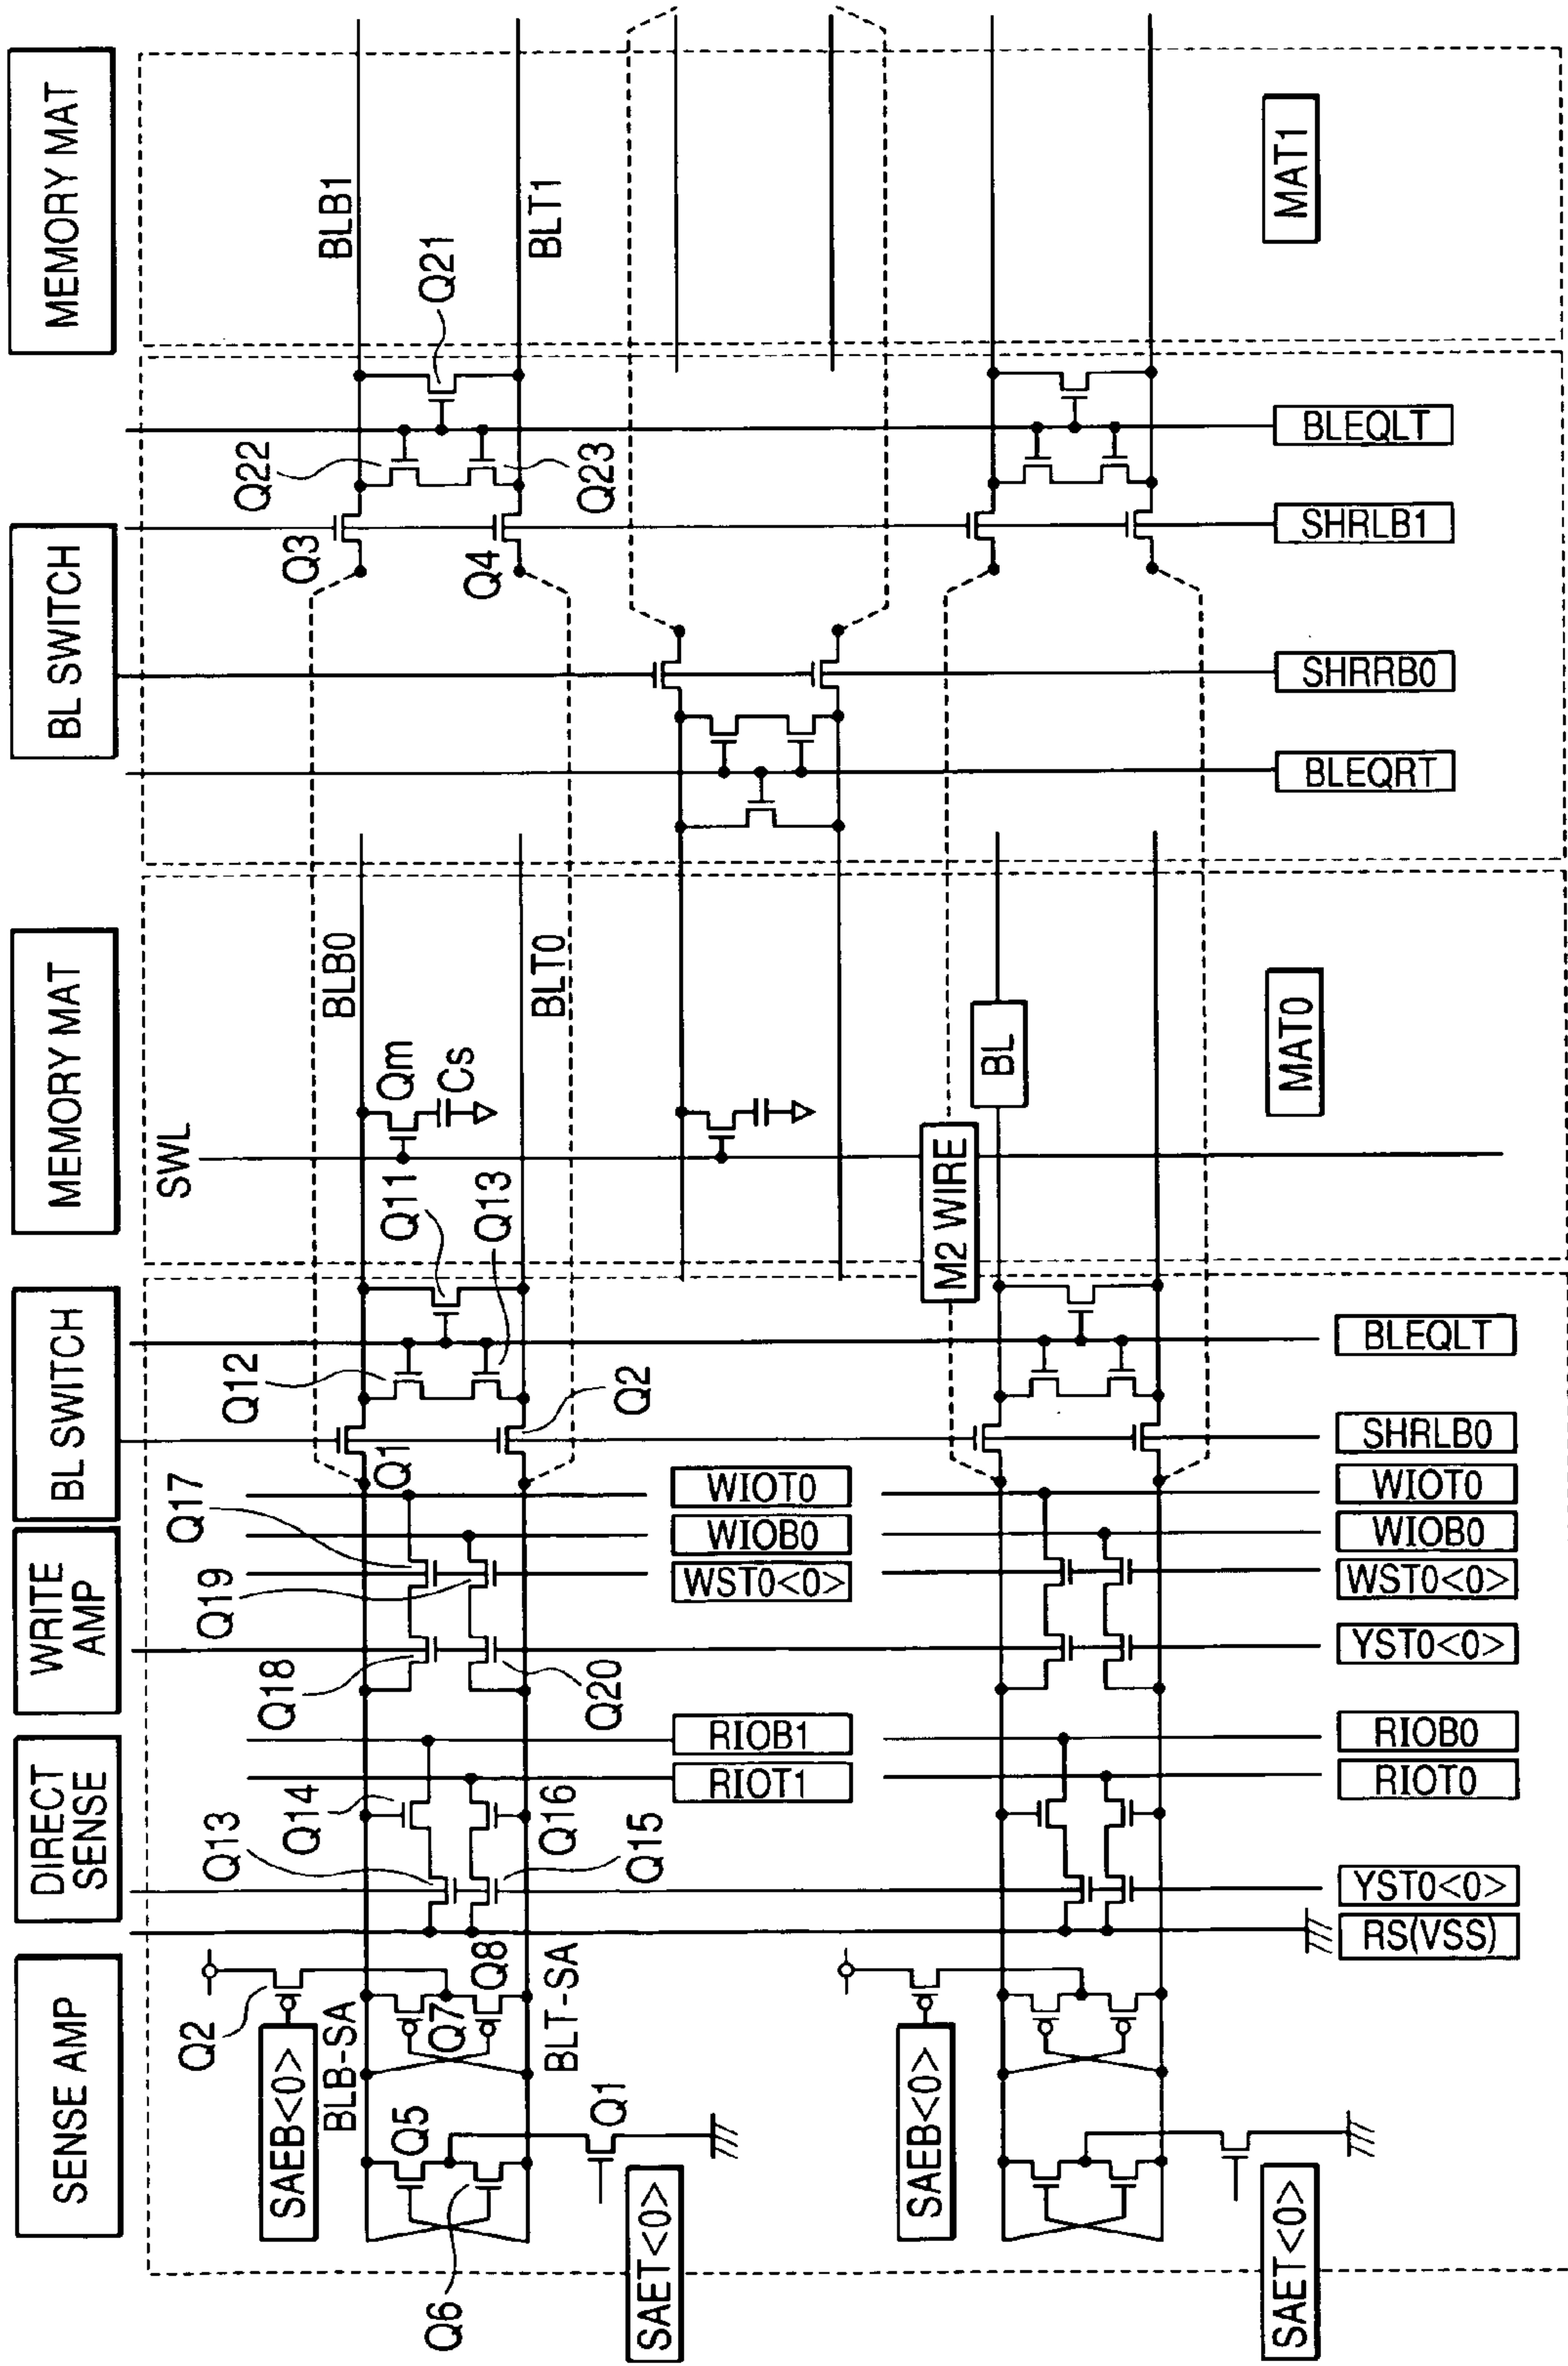 SENSE AMP
DIRECT
SENSE
WRITE
AMP
BL SWITCH
MEMORY MAT
BL SWITCH
MEMORY MAT
Q2
SAEB<0>
BLB-SA
Q5
Q6
Q7
Q8
BLT-SA
Q1
SAET<0>
Q13
Q14
Q15
Q16
RIOB1
RIOT1
Q17
Q18
Q19
Q20
WIOT0
WIOB0
WST0<0>
Q1
Q2
Q12
Q11
Q13
SWL
Qm
Cs
BLB0
BLT0
Q3
Q4
Q22
Q23
Q21
BLB1
BLT1
M2 WIRE
BL
SAEB<0>
SAET<0>
RS(VSS)
YST0<0>
RIOT0
RIOB0
YST0<0>
WST0<0>
WIOB0
WIOT0
SHRLB0
BLEQLT
MAT0
BLEQRT
SHRRB0
SHRLB1
BLEQLT
MAT1